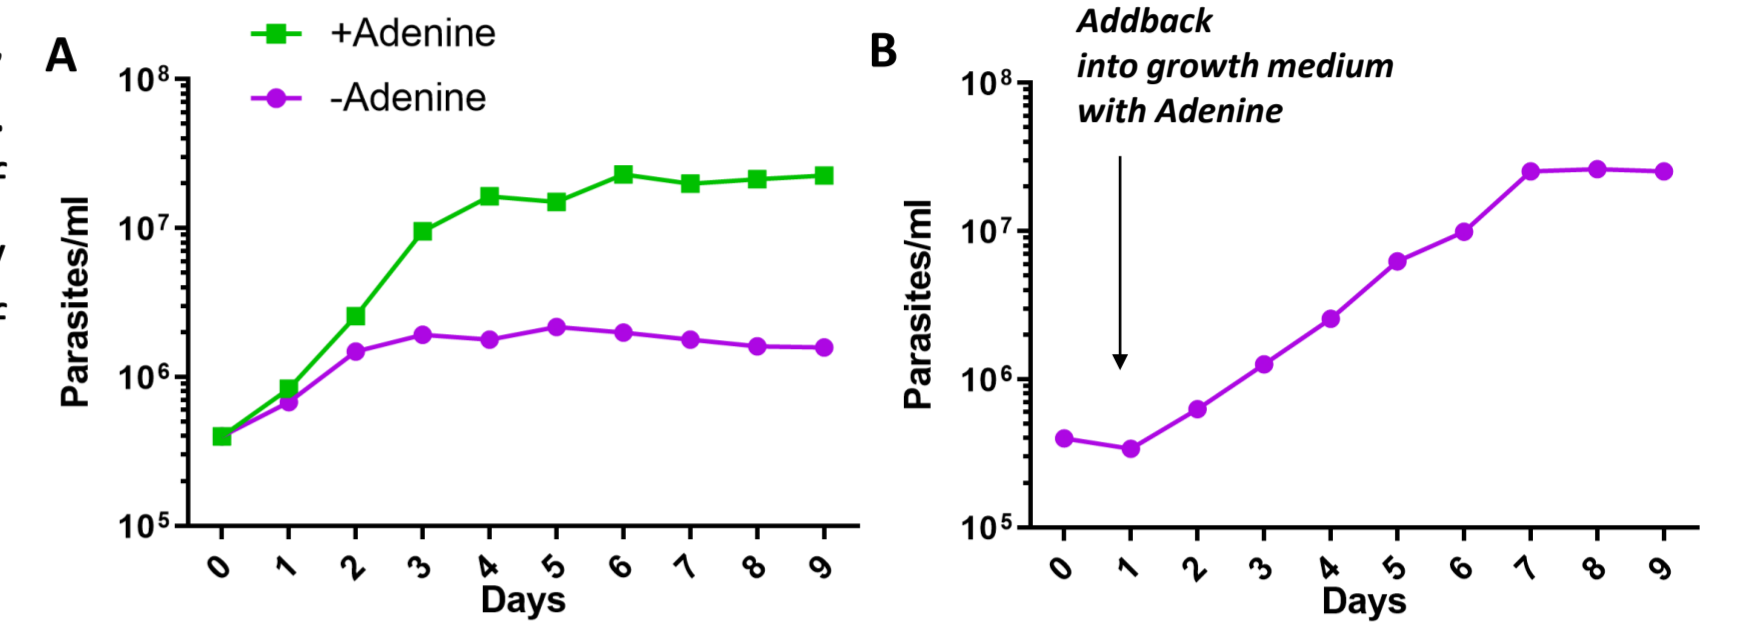 A
+Adenine
-Adenine
10⁸
10⁷
10⁶
10⁵
Parasites/ml
0 1 2 3 4 5 6 7 8 9
Days
B
Addback
into growth medium
with Adenine
10⁸
10⁷
10⁶
10⁵
Parasites/ml
0 1 2 3 4 5 6 7 8 9
Days